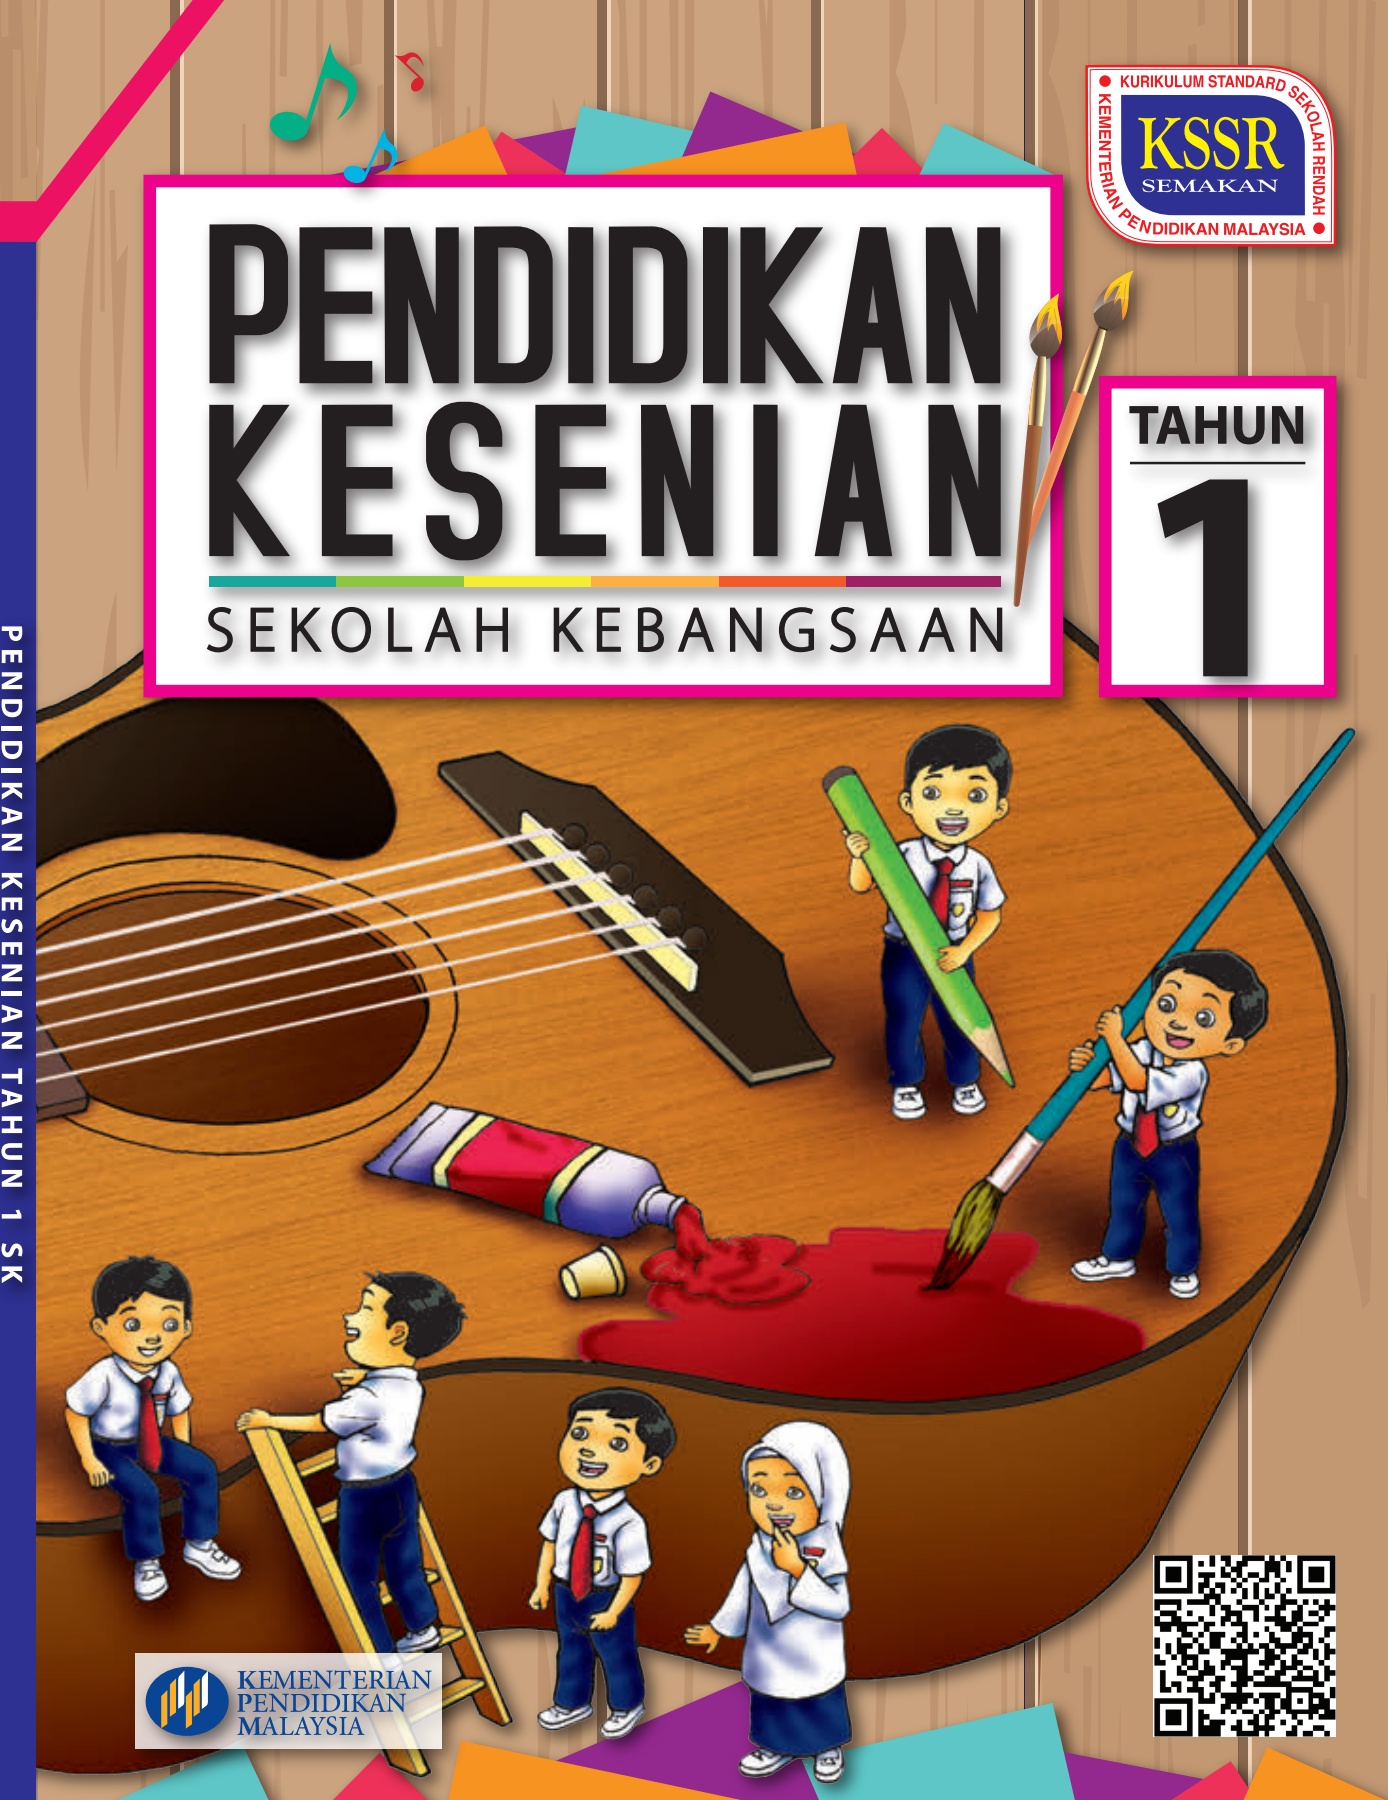 KURIKULUM STANDARD SEKOLAH RENDAH
KEMENTERIAN PENDIDIKAN MALAYSIA
KSSR
SEMAKAN
PENDIDIKAN
KESENIAN
SEKOLAH KEBANGSAAN
TAHUN
1
PENDIDIKAN KESENIAN TAHUN 1 SK
KEMENTERIAN
PENDIDIKAN
MALAYSIA